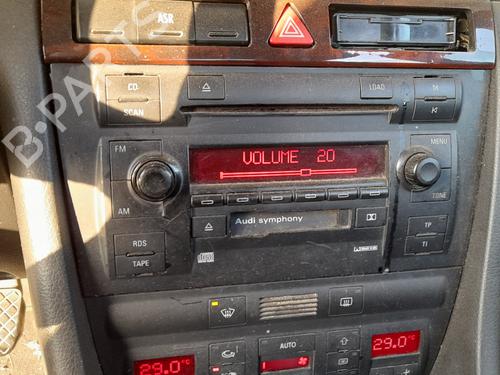 ASR
CD
SCAN
LOAD
M
FM
AM
VOLUME 20
MENU
TONE
Audi symphony
RDS
TAPE
TP
TI
B-PARTS
29.0
AUTO
29.0